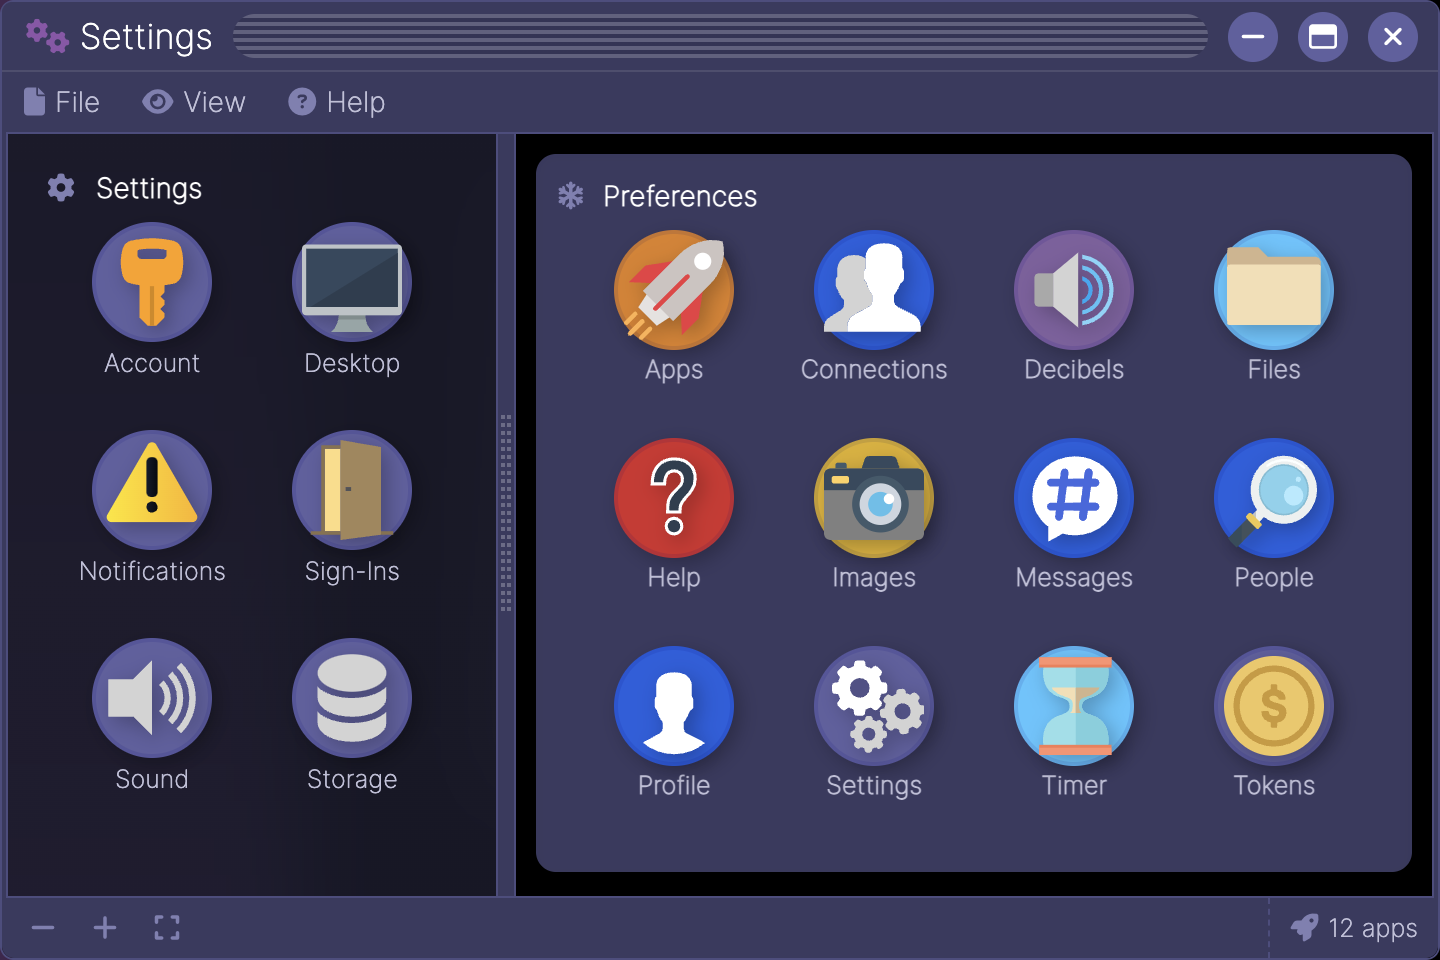 Settings
File View Help
Settings
Account Desktop
Notifications Sign-Ins
Sound Storage
Preferences
Apps Connections Decibels Files
Help Images Messages People
Profile Settings Timer Tokens
12 apps